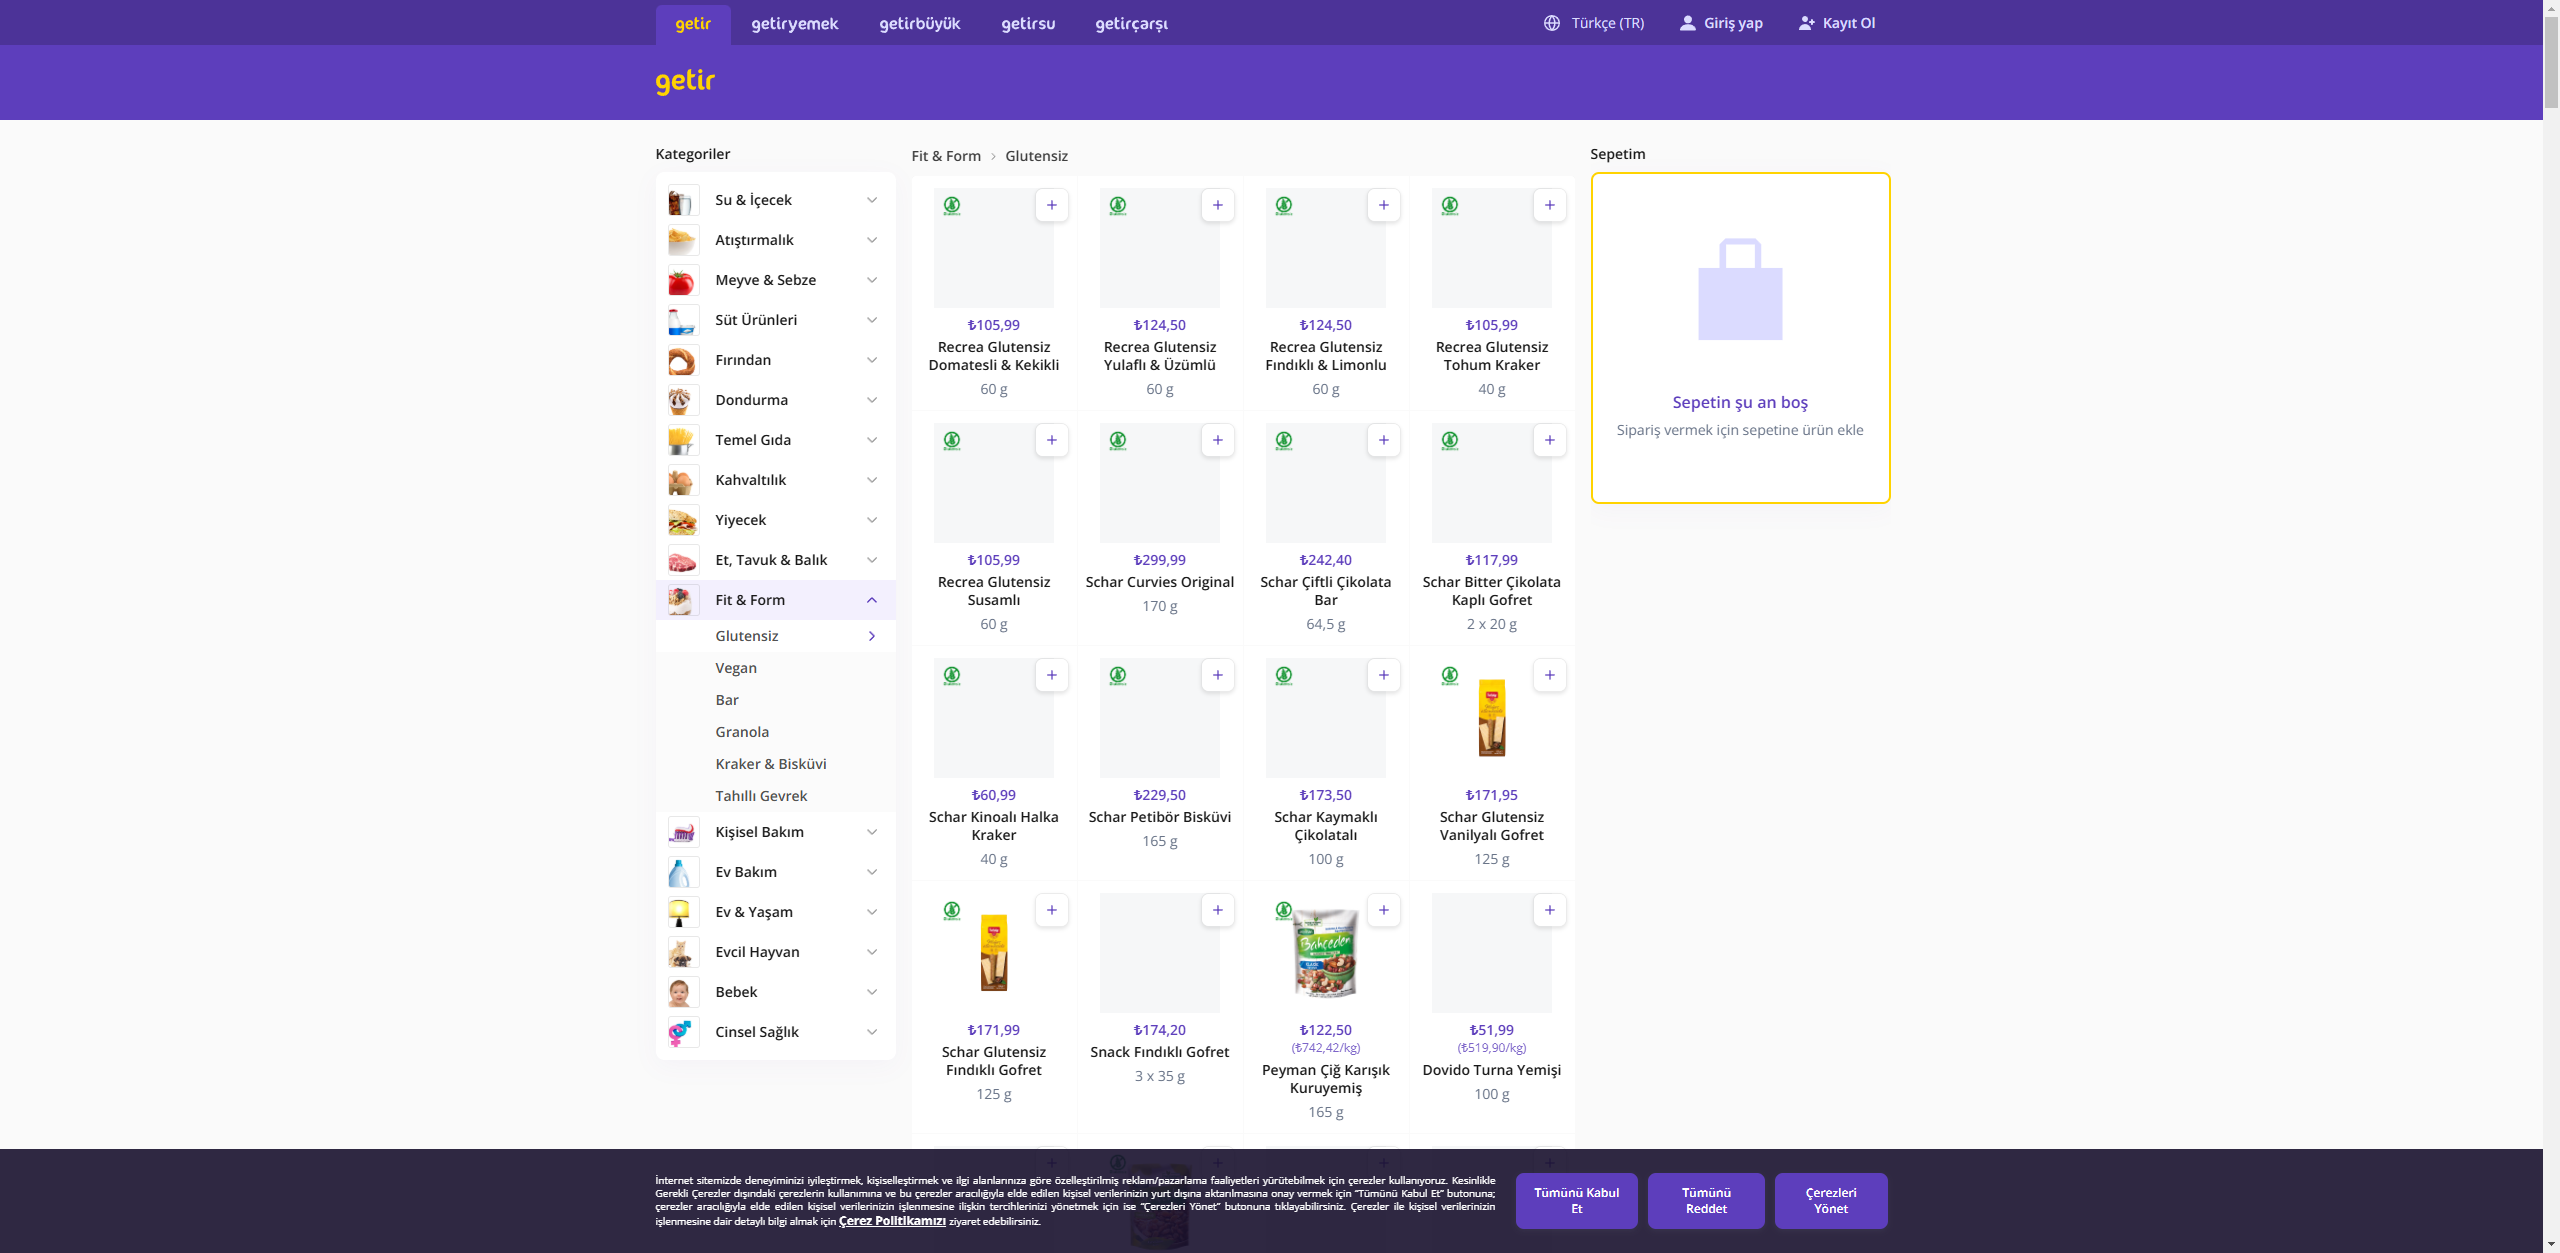 getir
getiryemek
getirbüyük
getirsu
getirçarşı
Türkçe (TR)
Giriş yap
Kayıt Ol
getir
Kategoriler
Su & İçecek
Atıştırmalık
Meyve & Sebze
Süt Ürünleri
Fırından
Dondurma
Temel Gıda
Kahvaltılık
Yiyecek
Et, Tavuk & Balık
Fit & Form
Glutensiz
Vegan
Bar
Granola
Kraker & Bisküvi
Tahıllı Gevrek
Kişisel Bakım
Ev Bakım
Ev & Yaşam
Evcil Hayvan
Bebek
Cinsel Sağlık
Fit & Form > Glutensiz
₺105,99
Recrea Glutensiz
Domatesli & Kekikli
60 g
₺124,50
Recrea Glutensiz
Yulaflı & Üzümlü
60 g
₺124,50
Recrea Glutensiz
Fındıklı & Limonlu
60 g
₺105,99
Recrea Glutensiz
Tohum Kraker
40 g
₺105,99
Recrea Glutensiz
Susamlı
60 g
₺299,99
Schar Curvies Original
170 g
₺242,40
Schar Çiftli Çikolata
Bar
64,5 g
₺117,99
Schar Bitter Çikolata
Kaplı Gofret
2 x 20 g
₺60,99
Schar Kinoalı Halka
Kraker
40 g
₺229,50
Schar Petibör Bisküvi
165 g
₺173,50
Schar Kaymaklı
Çikolatalı
100 g
₺171,95
Schar Glutensiz
Vanilyalı Gofret
125 g
₺171,99
Schar Glutensiz
Fındıklı Gofret
125 g
₺174,20
Snack Fındıklı Gofret
3 x 35 g
Bahçeden
₺122,50
(₺742,42/kg)
Peyman Çiğ Karışık
Kuruyemiş
165 g
₺51,99
(₺519,90/kg)
Dovido Turna Yemişi
100 g
Sepetim
Sepetin şu an boş
Sipariş vermek için sepetine ürün ekle
İnternet sitemizde deneyiminizi iyileştirmek, kişiselleştirmek ve ilgi alanlarınıza göre özelleştirilmiş reklam/pazarlama faaliyetleri yürütebilmek için çerezler kullanıyoruz. Kesinlikle
Gerekli Çerezler dışındaki çerezlerin kullanımına ve bu çerezler aracılığıyla elde edilen kişisel verilerinizin yurt dışına aktarılmasına onay vermek için “Tümünü Kabul Et” butonuna;
çerezler aracılığıyla elde edilen kişisel verilerinizin işlenmesine ilişkin tercihlerinizi yönetmek için ise “Çerezleri Yönet” butonuna tıklayabilirsiniz. Çerezler ile kişisel verilerinizin
işlenmesine dair detaylı bilgi almak için Çerez Politikamızı ziyaret edebilirsiniz.
Tümünü Kabul
Et
Tümünü
Reddet
Çerezleri
Yönet